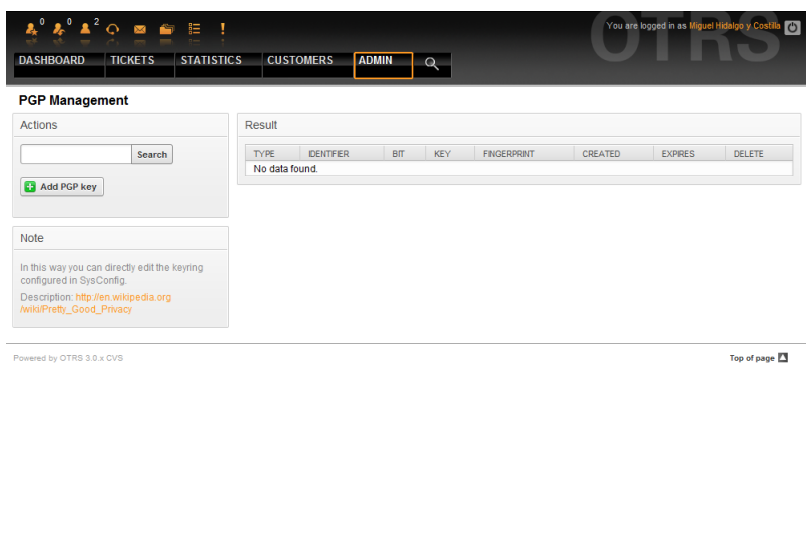 0 0 2
OTRS
You are logged in as Miguel Hidalgo y Costilla
DASHBOARD TICKETS STATISTICS CUSTOMERS ADMIN
PGP Management
Actions
Search
Add PGP key
Note
In this way you can directly edit the keyring
configured in SysConfig.
Description: http://en.wikipedia.org
/wiki/Pretty_Good_Privacy
Result
TYPE IDENTIFIER BIT KEY FINGERPRINT CREATED EXPIRES DELETE
No data found.
Powered by OTRS 3.0.x CVS
Top of page